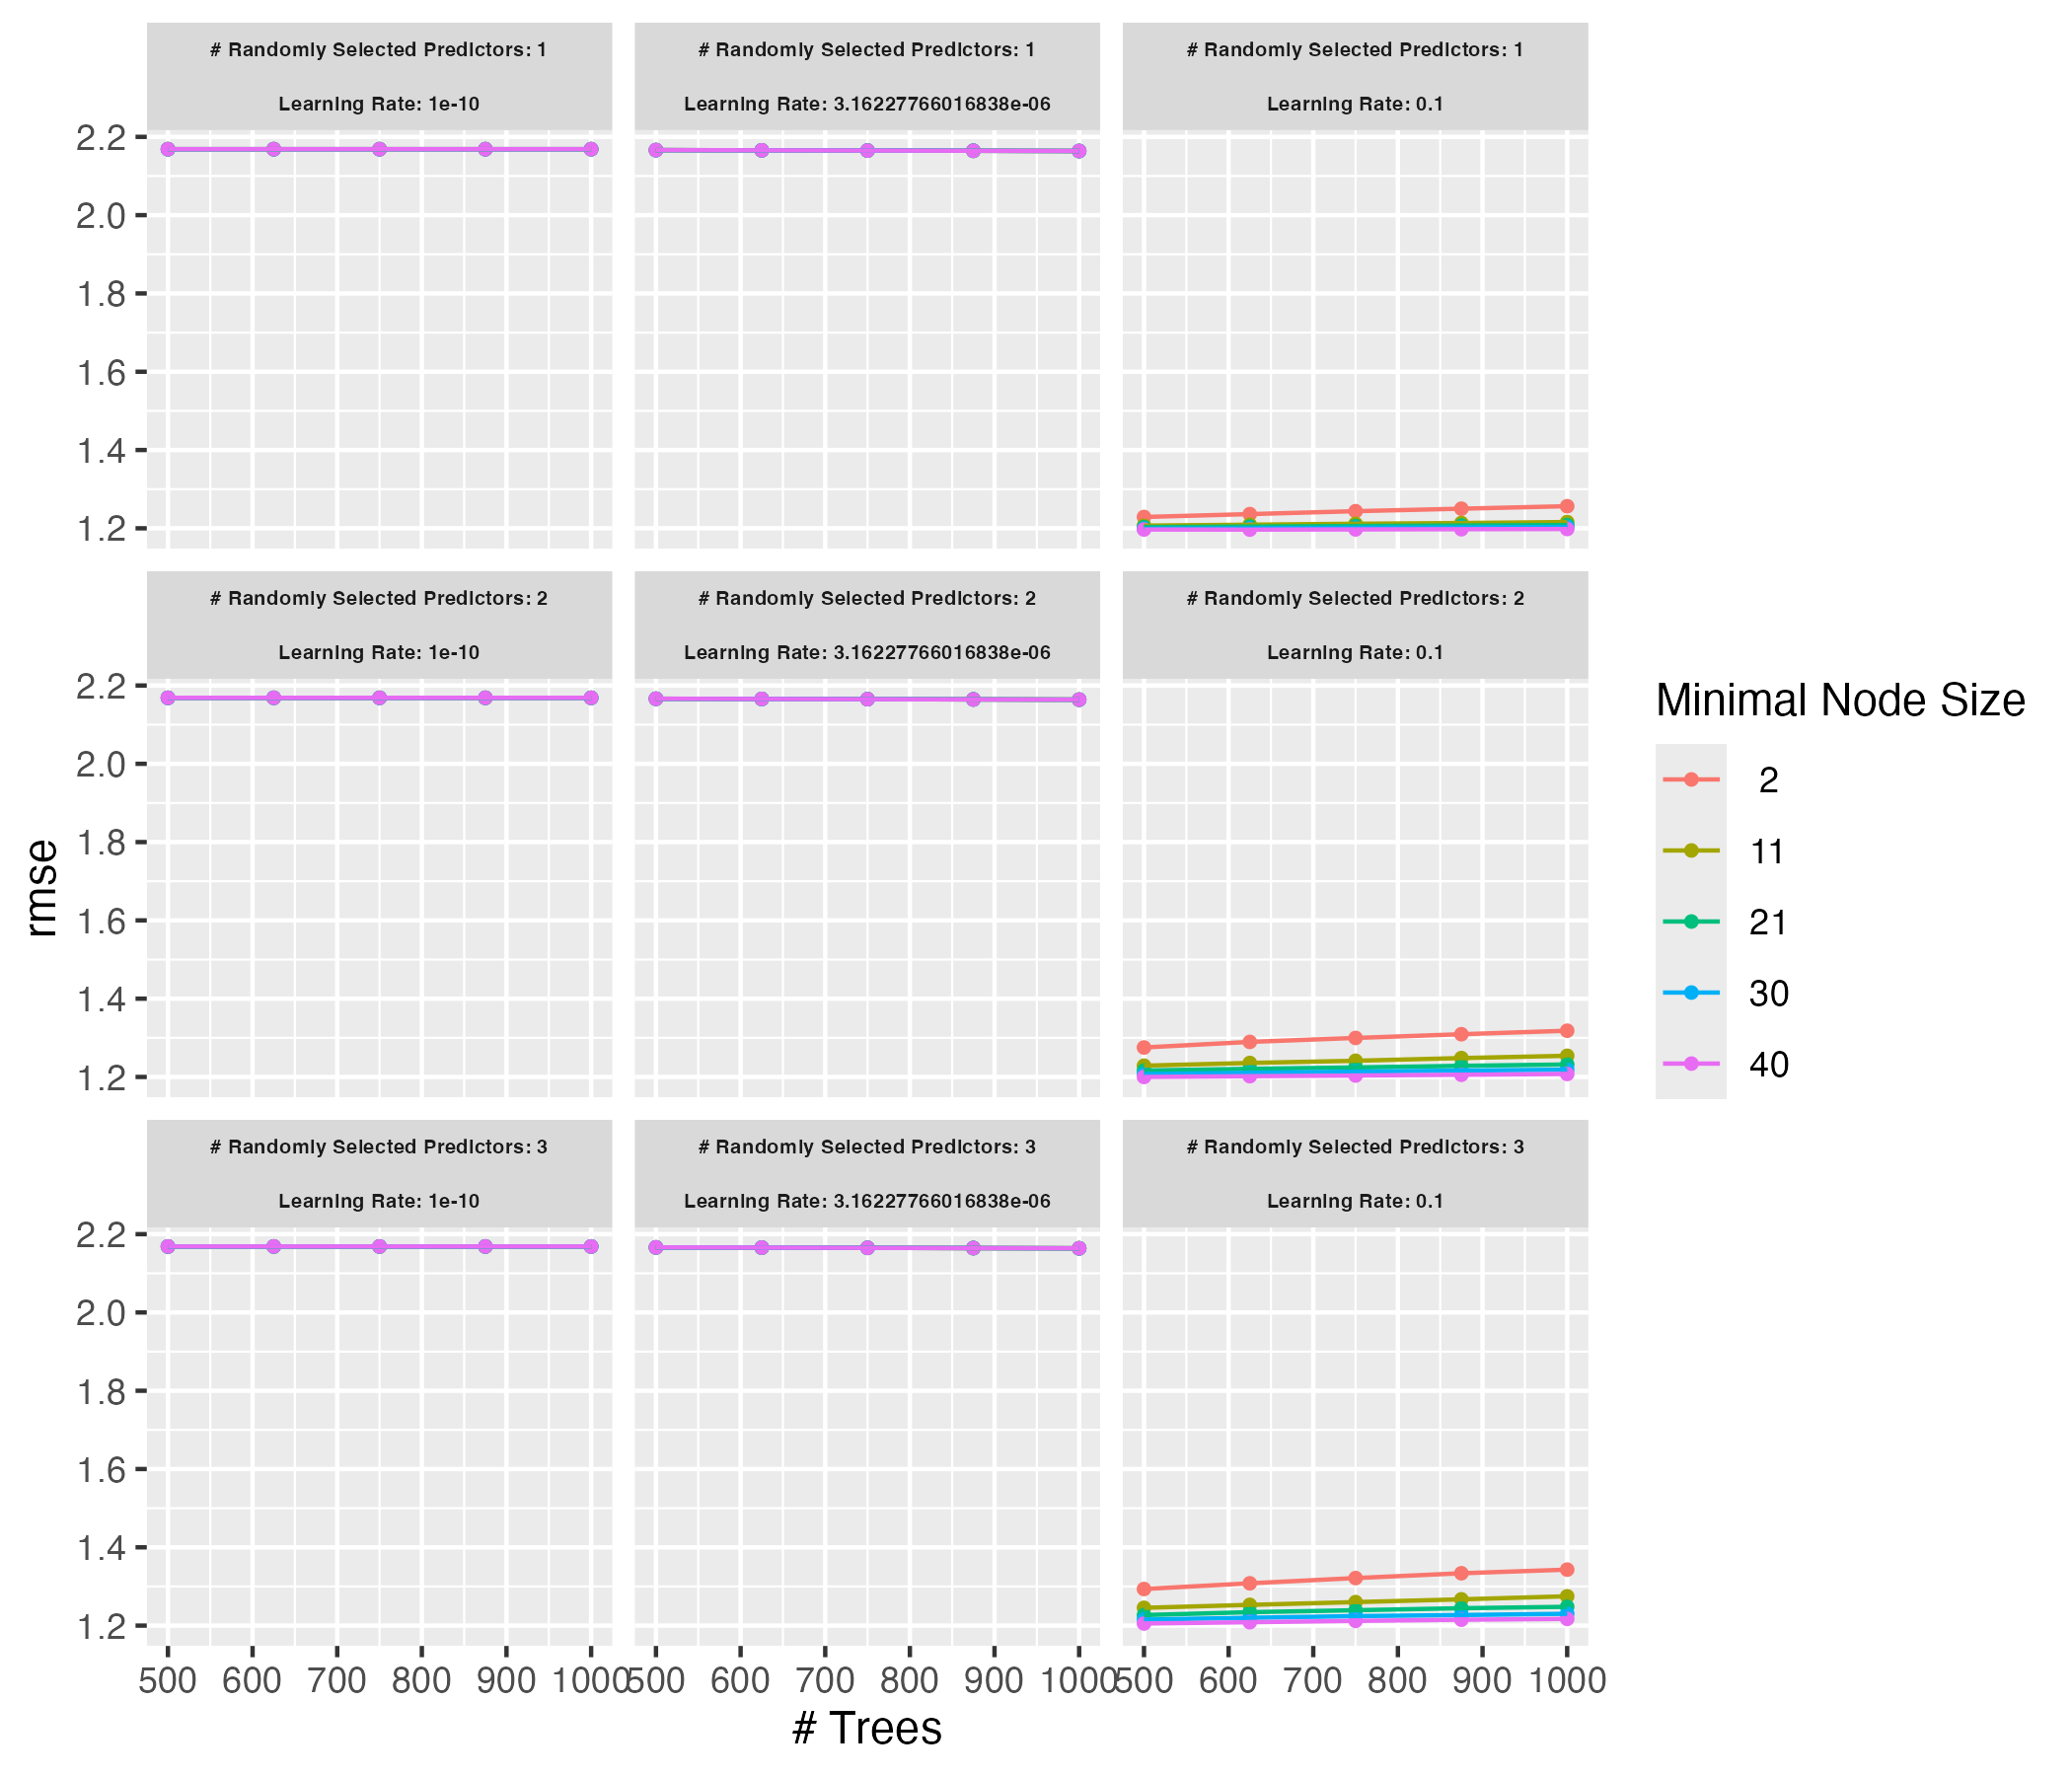 # Randomly Selected Predictors: 1
Learning Rate: 1e-10
# Randomly Selected Predictors: 1
Learning Rate: 3.16227766016838e-06
# Randomly Selected Predictors: 1
Learning Rate: 0.1
2.2
2.0
1.8
1.6
1.4
1.2
# Randomly Selected Predictors: 2
Learning Rate: 1e-10
# Randomly Selected Predictors: 2
Learning Rate: 3.16227766016838e-06
# Randomly Selected Predictors: 2
Learning Rate: 0.1
2.2
2.0
1.8
1.6
1.4
1.2
# Randomly Selected Predictors: 3
Learning Rate: 1e-10
# Randomly Selected Predictors: 3
Learning Rate: 3.16227766016838e-06
# Randomly Selected Predictors: 3
Learning Rate: 0.1
2.2
2.0
1.8
1.6
1.4
1.2
500 600 700 800 900 1000
500 600 700 800 900 1000
500 600 700 800 900 1000
# Trees
rmse
Minimal Node Size
2
11
21
30
40